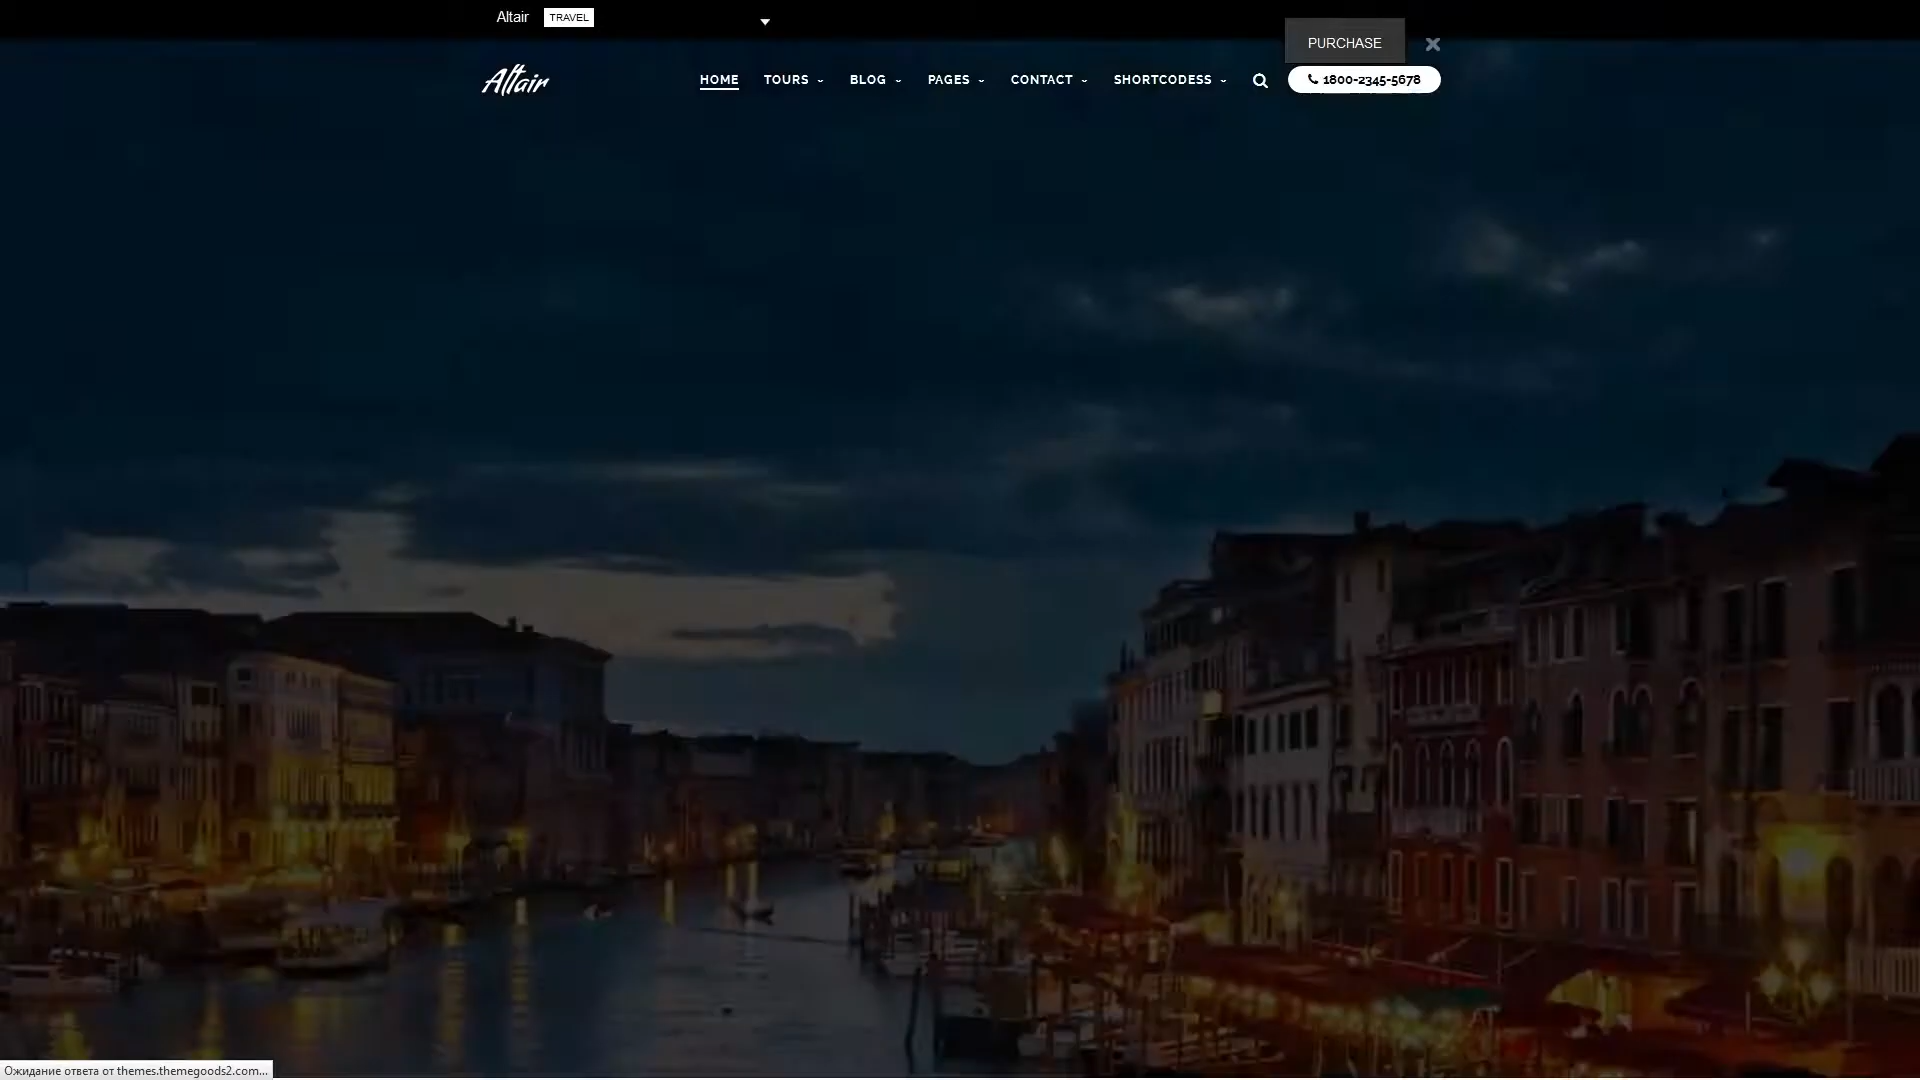 Altair TRAVEL
PURCHASE
Altair
HOME TOURS BLOG PAGES CONTACT SHORTCODESS 1800-2345-5678
Ожидание ответа от themes.themegoods2.com...